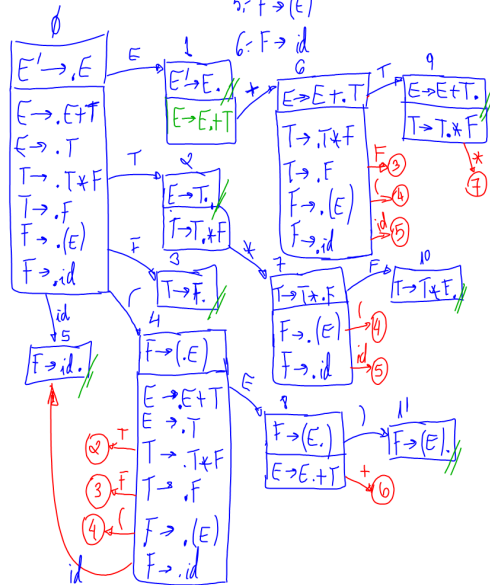 5: F → (E)
6: F → id
0
E' → .E
E → .E+T
E → .T
T → .T*F
T → .F
F → .(E)
F → .id
E
1
E' → E.
E → E.+T
+
6
E → E+.T
T → .T*F
T → .F
F → .(E)
F → .id
F
3
(
4
id
5
T
9
E → E+T.
T → T.*F
*
7
T
2
E → T.
T → T.*F
*
7
T → T*.F
F → .(E)
F → .id
(
4
id
5
F
10
T → T*F.
F
3
T → F.
(
4
F → (.E)
E → .E+T
E → .T
T → .T*F
T → .F
F → .(E)
F → .id
T
2
F
3
(
4
id
id
5
F → id.
E
8
F → (E.)
E → E.+T
+
6
)
11
F → (E).